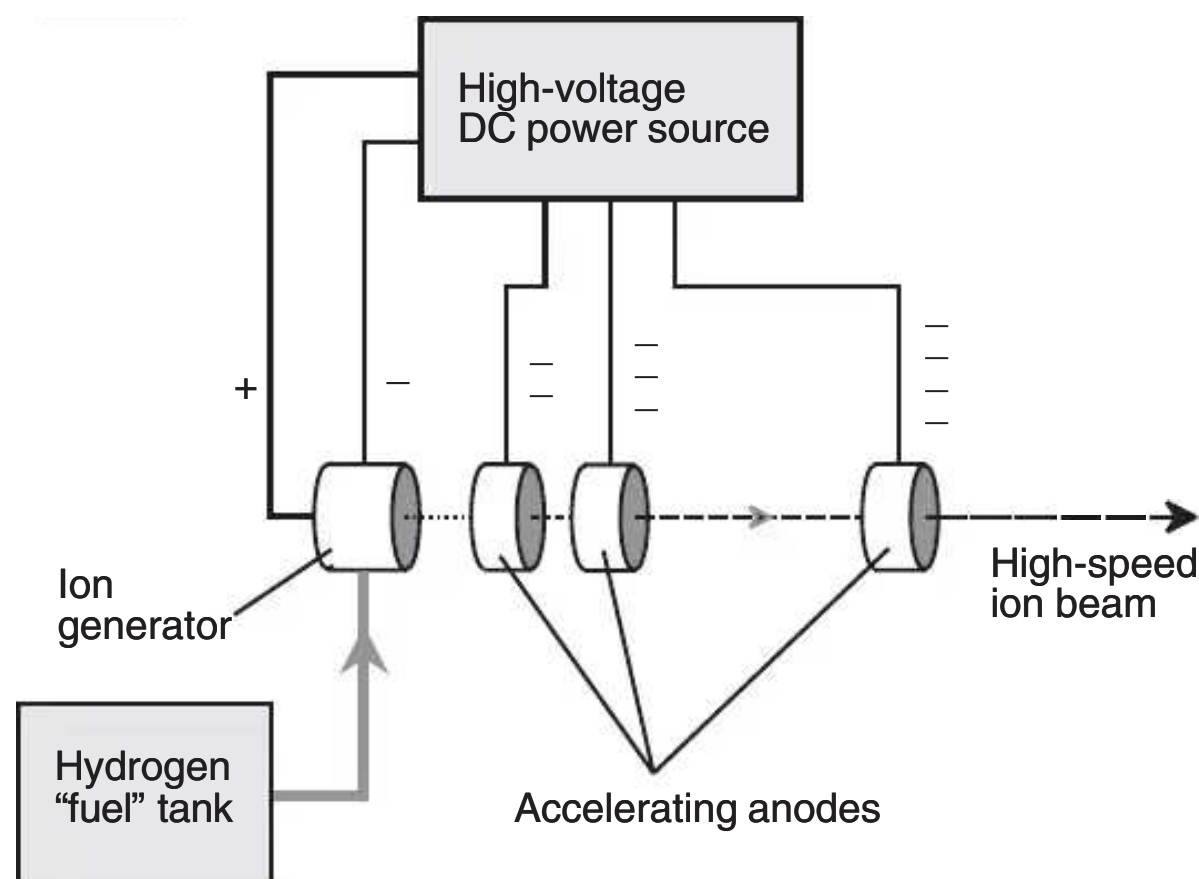 High-voltage
DC power source
+
—
— —
— — —
— — — —
Ion
generator
High-speed
ion beam
Hydrogen
“fuel” tank
Accelerating anodes